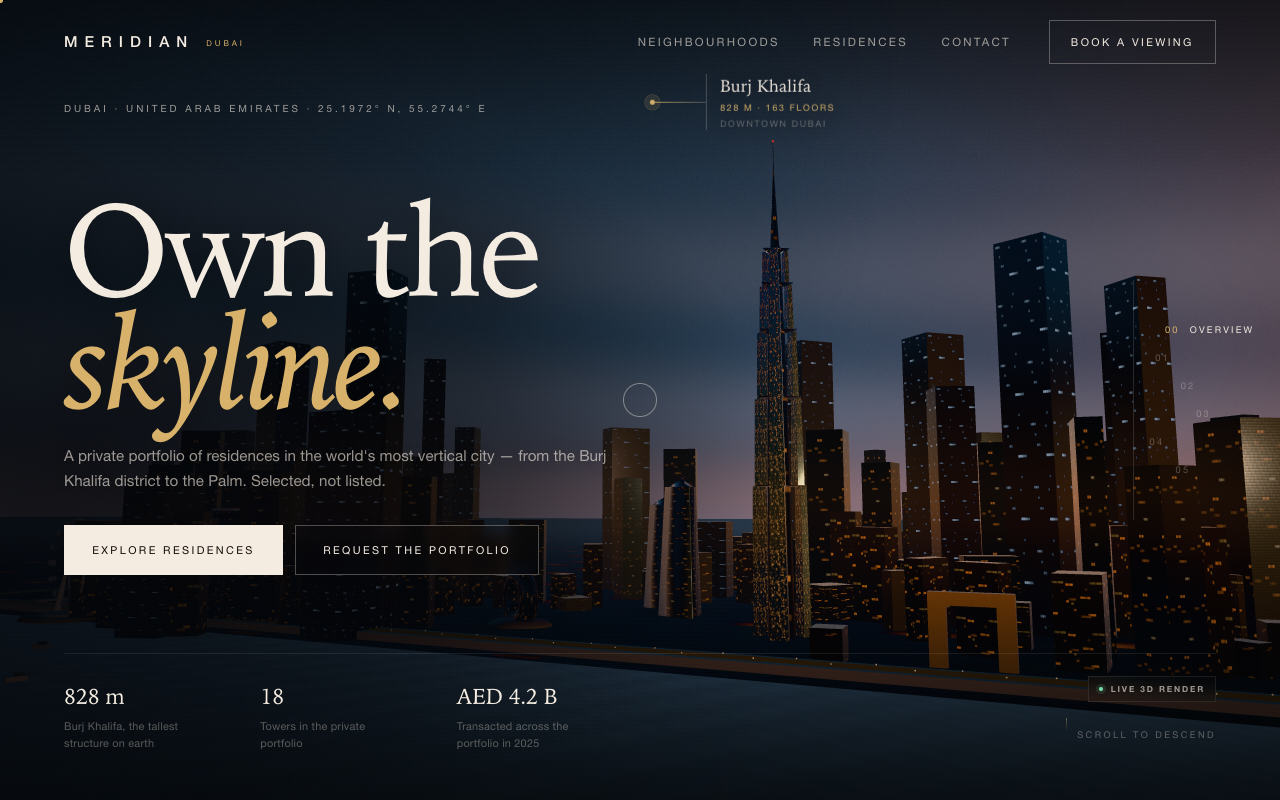 MERIDIAN DUBAI
NEIGHBOURHOODS RESIDENCES CONTACT BOOK A VIEWING
DUBAI · UNITED ARAB EMIRATES · 25.1972° N, 55.2744° E
Burj Khalifa
828 M · 163 FLOORS
DOWNTOWN DUBAI
Own the
skyline.
00 OVERVIEW
01
02
03
04
05
A private portfolio of residences in the world's most vertical city — from the Burj
Khalifa district to the Palm. Selected, not listed.
EXPLORE RESIDENCES REQUEST THE PORTFOLIO
828 m
Burj Khalifa, the tallest
structure on earth
18
Towers in the private
portfolio
AED 4.2 B
Transacted across the
portfolio in 2025
LIVE 3D RENDER
SCROLL TO DESCEND